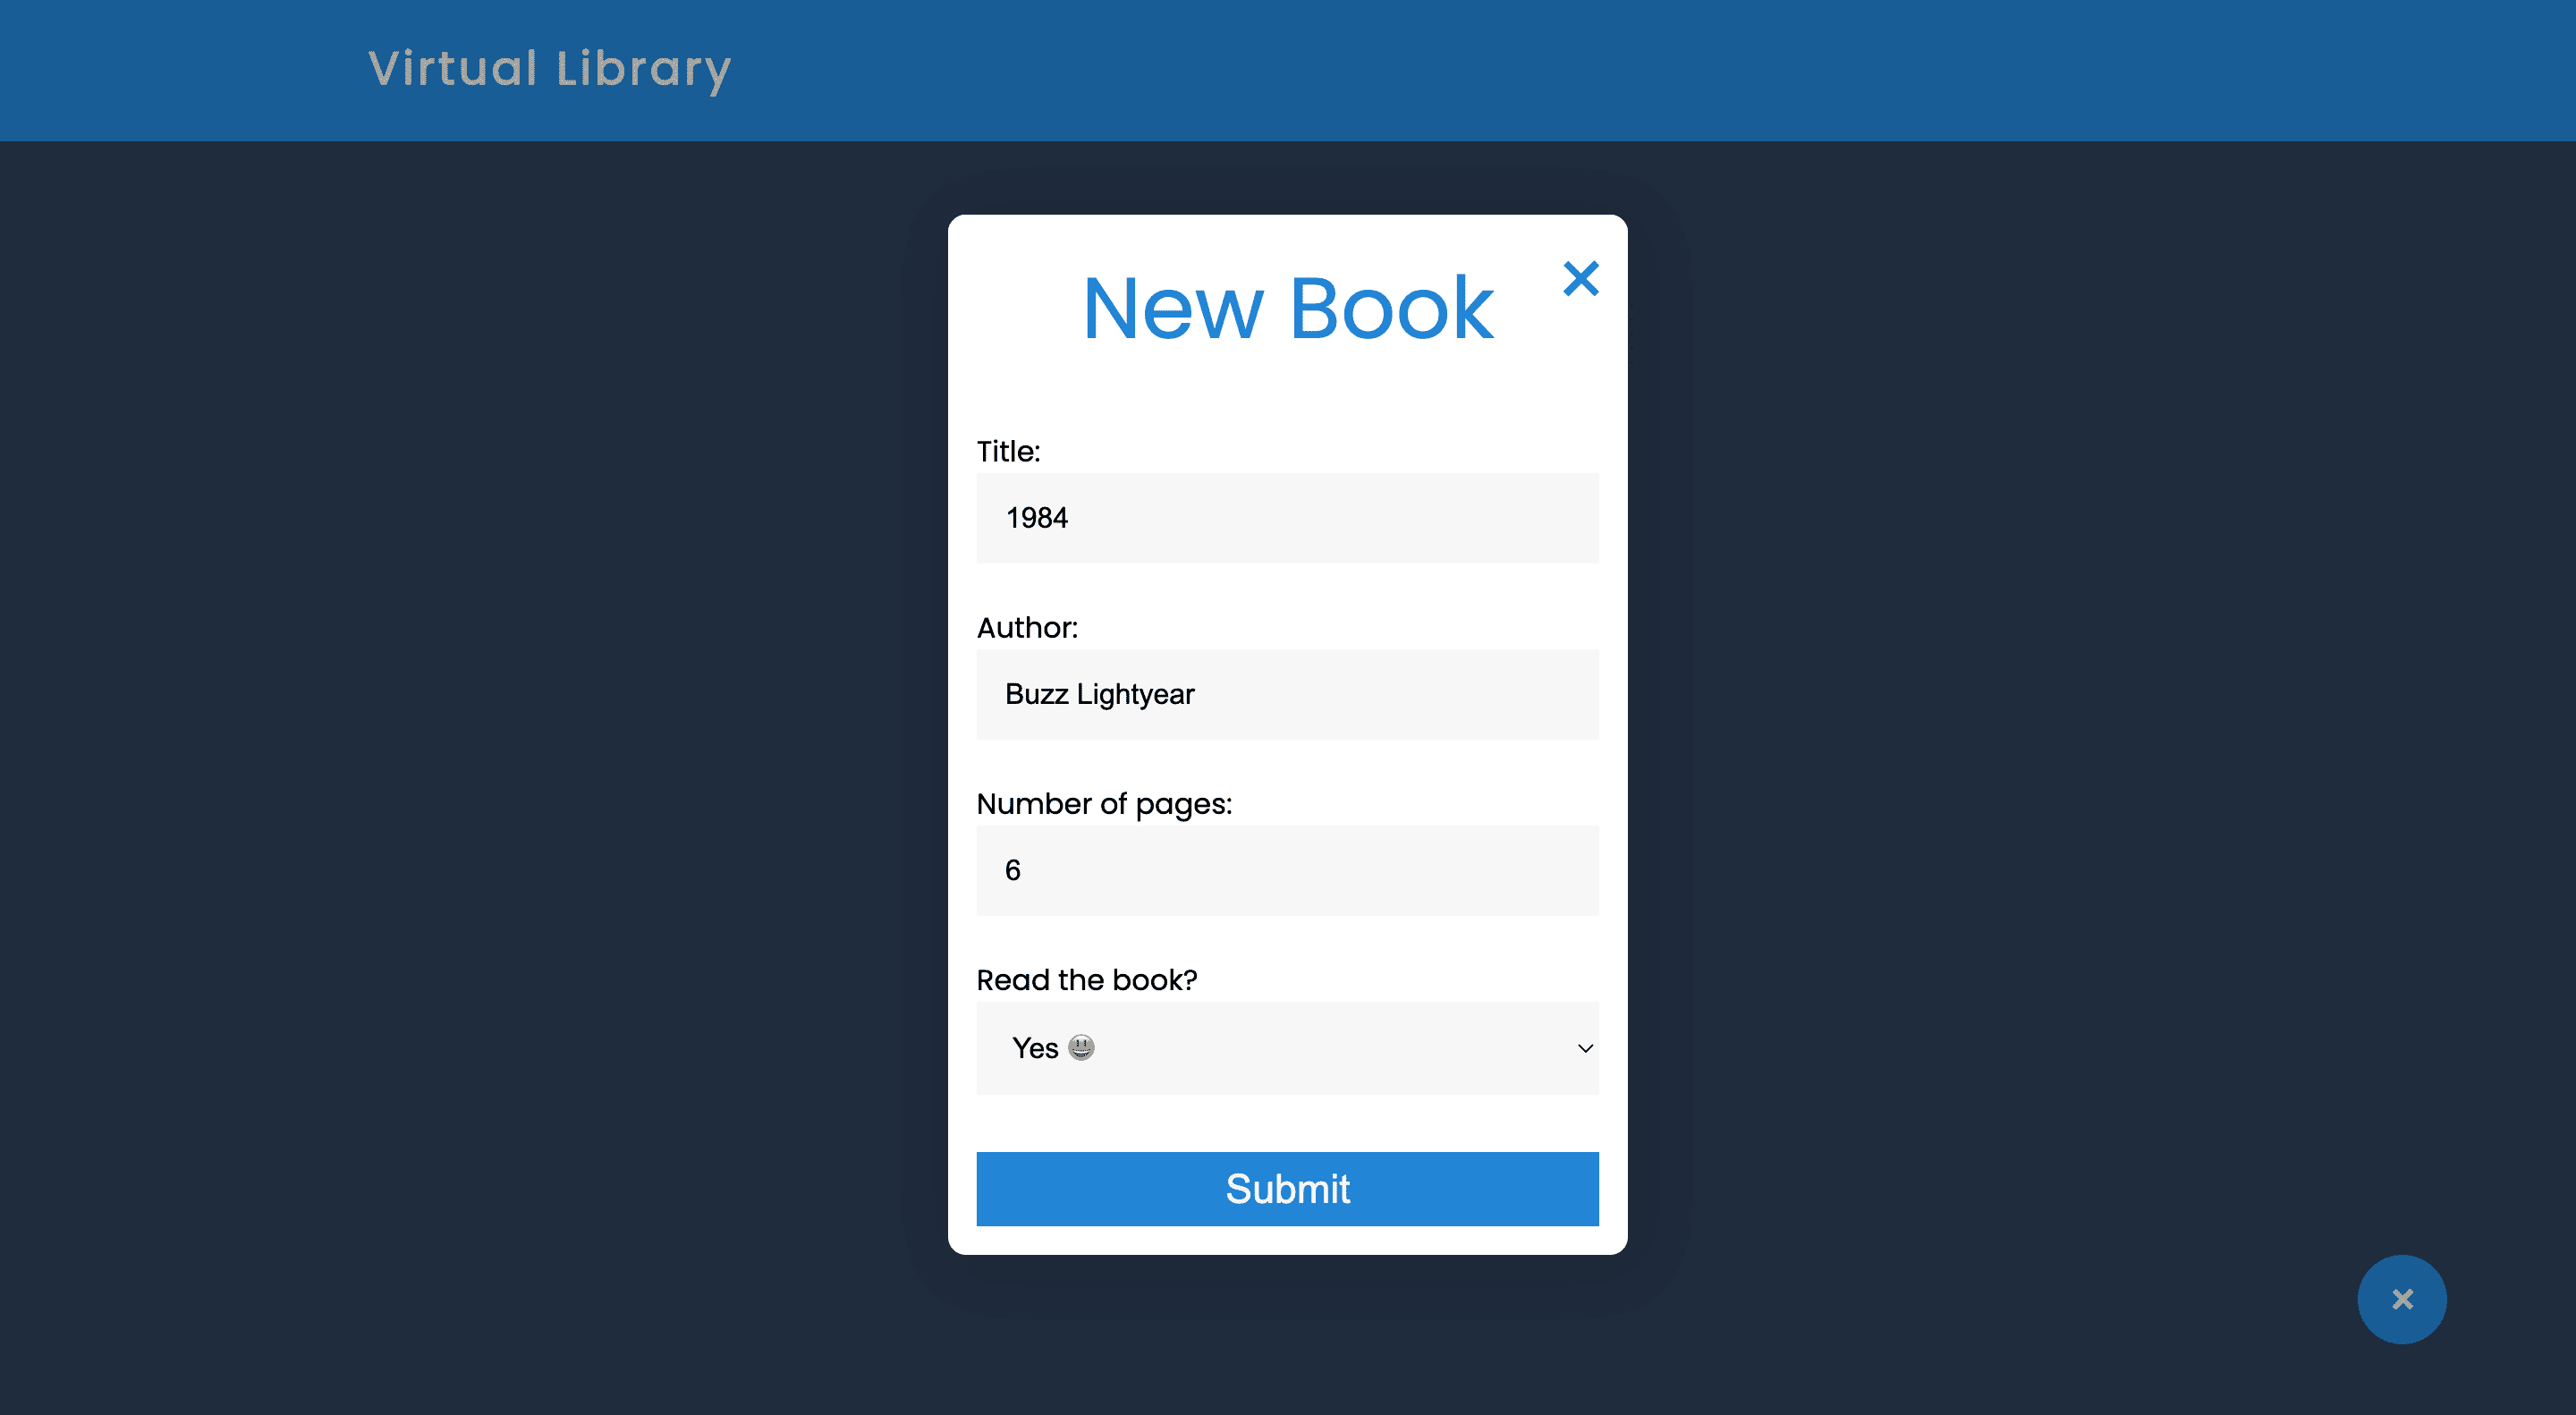 Virtual Library
New Book
Title:
1984
Author:
Buzz Lightyear
Number of pages:
6
Read the book?
Yes 😃
Submit